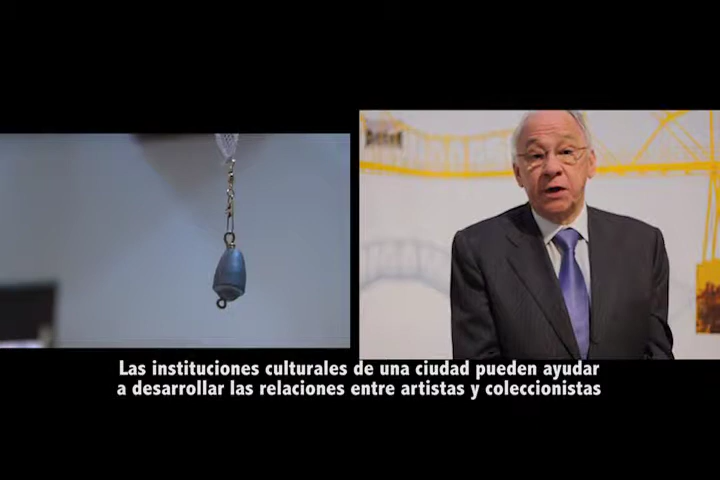 Las instituciones culturales de una ciudad pueden ayudar
a desarrollar las relaciones entre artistas y coleccionistas